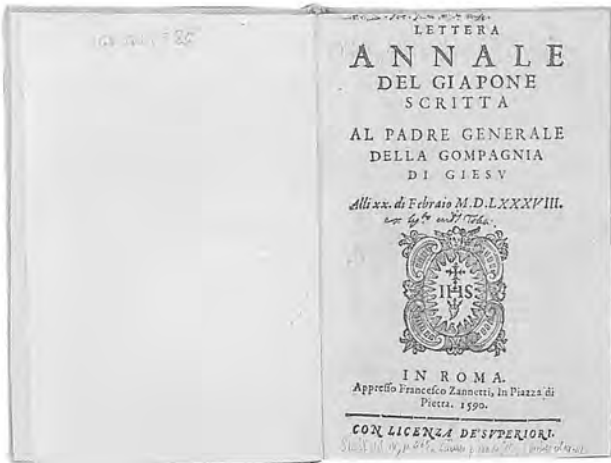 LETTERA
ANNALE
DEL GIAPONE
SCRITTA
AL PADRE GENERALE
DELLA GOMPAGNIA
DI GIESV
Alli xx. di Febraio M.D.LXXXVIII.
IHS
IN ROMA.
Appresso Francesco Zannetti, In Piazza di
Pietra. 1590.
CON LICENZA DE'SVPERIORI.